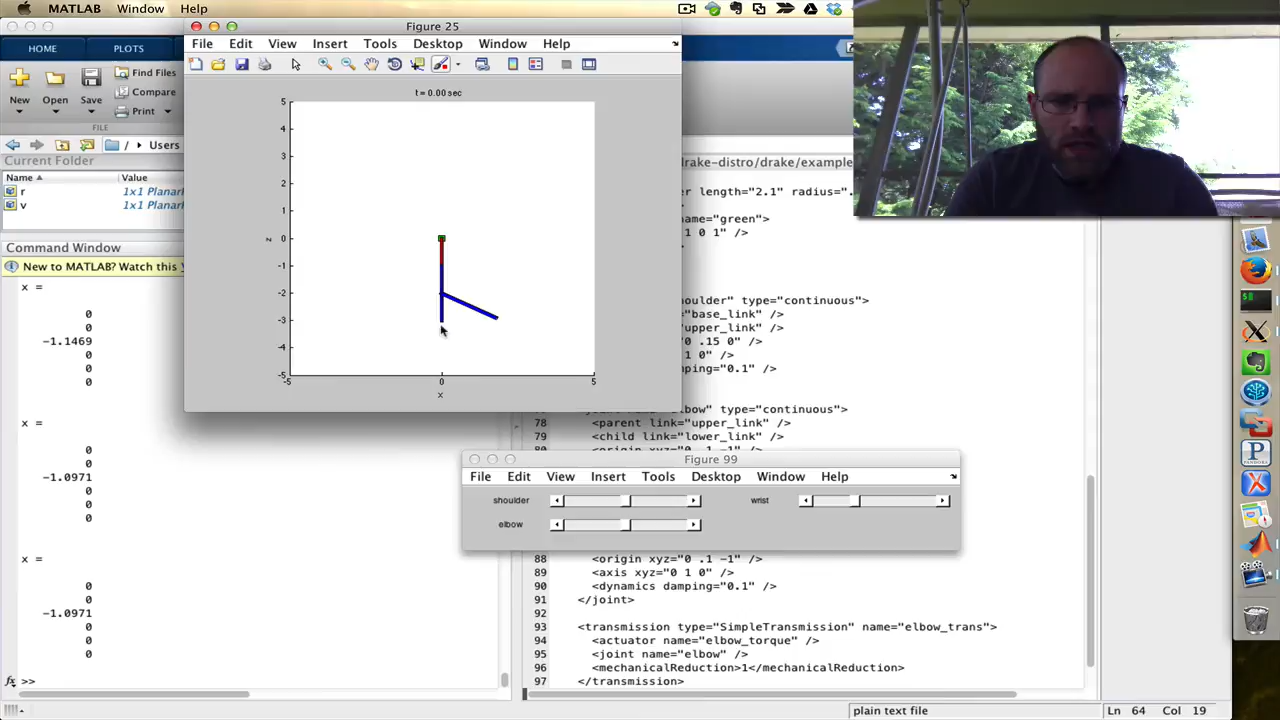 MATLAB Window Help
Figure 25
File Edit View Insert Tools Desktop Window Help
HOME PLOTS
New Open Save Find Files Compare Print
FILE
/ Users
drake-distro/drake/example
Current Folder
Name Value
r 1x1 Planar
v 1x1 Planar
Command Window
New to MATLAB? Watch this
x =
0
0
-1.1469
0
0
0
x =
0
0
-1.0971
0
0
0
x =
0
0
-1.0971
0
0
0
fx >>
t = 0.00 sec
5
4
3
2
1
0
-1
-2
-3
-4
-5
-5 0 5
z
x
er length="2.1" radius=".
name="green">
1 0 1" />
shoulder" type="continuous">
"base_link" />
upper_link" />
0 .15 0" />
1 0" />
mping="0.1" />
bow" type="continuous">
78 <parent link="upper_link" />
79 <child link="lower_link" />
80
Figure 99
File Edit View Insert Tools Desktop Window Help
shoulder wrist
elbow
88 <origin xyz="0 .1 -1" />
89 <axis xyz="0 1 0" />
90 <dynamics damping="0.1" />
91 </joint>
92
93 <transmission type="SimpleTransmission" name="elbow_trans">
94 <actuator name="elbow_torque" />
95 <joint name="elbow" />
96 <mechanicalReduction>1</mechanicalReduction>
97 </transmission>
plain text file Ln 64 Col 19